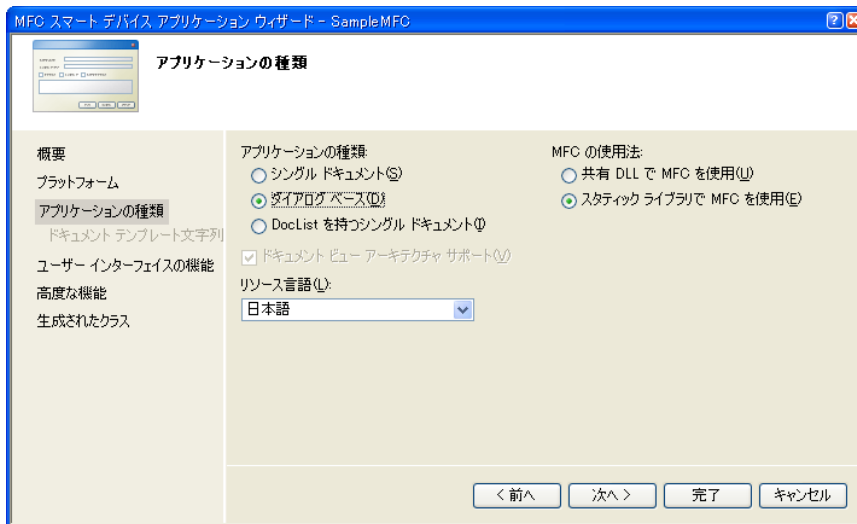 MFC スマート デバイス アプリケーション ウィザード - SampleMFC
アプリケーションの種類
概要
プラットフォーム
アプリケーションの種類
ドキュメント テンプレート文字列
ユーザー インターフェイスの機能
高度な機能
生成されたクラス
アプリケーションの種類:
シングル ドキュメント(S)
ダイアログ ベース(D)
DocList を持つシングル ドキュメント(I)
ドキュメント ビュー アーキテクチャ サポート(V)
リソース言語(L):
日本語
MFC の使用法:
共有 DLL で MFC を使用(U)
スタティック ライブラリで MFC を使用(E)
< 前へ
次へ >
完了
キャンセル